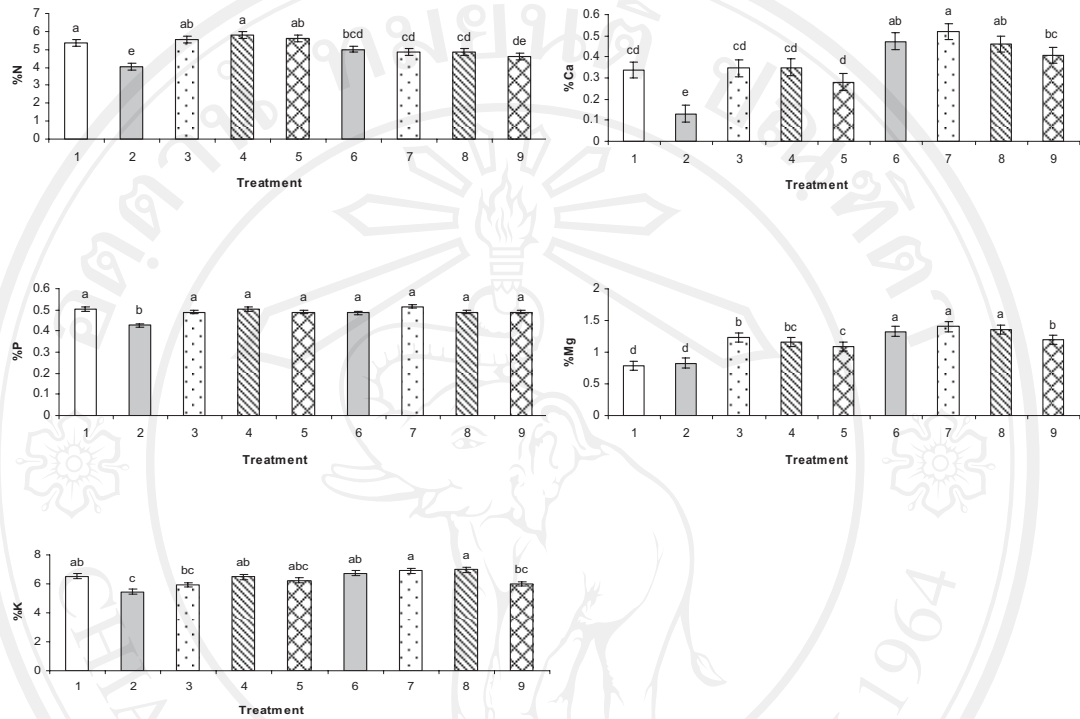 7
6
5
4
3
2
1
0
%N
a
e
ab
a
ab
bcd
cd
cd
de
1 2 3 4 5 6 7 8 9
Treatment
0.6
0.5
0.4
0.3
0.2
0.1
0
%Ca
cd
e
cd
cd
d
ab
a
ab
bc
1 2 3 4 5 6 7 8 9
Treatment
0.6
0.5
0.4
0.3
0.2
0.1
0
%P
a
b
a
a
a
a
a
a
a
1 2 3 4 5 6 7 8 9
Treatment
2
1.5
1
0.5
0
%Mg
d
d
b
bc
c
a
a
a
b
1 2 3 4 5 6 7 8 9
Treatment
8
6
4
2
0
%K
ab
c
bc
ab
abc
ab
a
a
bc
1 2 3 4 5 6 7 8 9
Treatment
1964